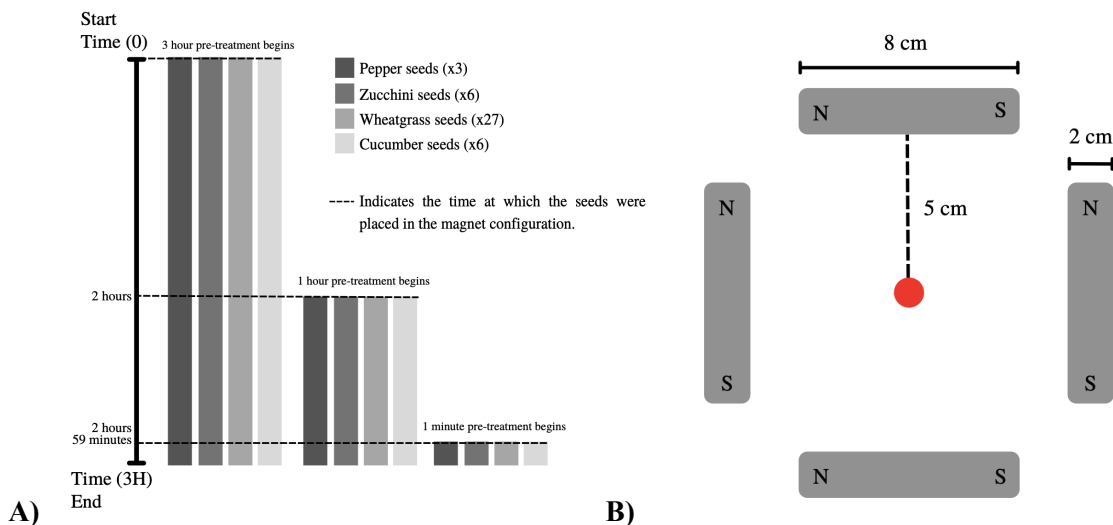 Start
Time (0)
3 hour pre-treatment begins
Pepper seeds (x3)
Zucchini seeds (x6)
Wheatgrass seeds (x27)
Cucumber seeds (x6)
Indicates the time at which the seeds were
placed in the magnet configuration.
1 hour pre-treatment begins
2 hours
1 minute pre-treatment begins
2 hours
59 minutes
Time (3H)
End
A)
8 cm
N S
2 cm
N
S
5 cm
N
S
N S
B)